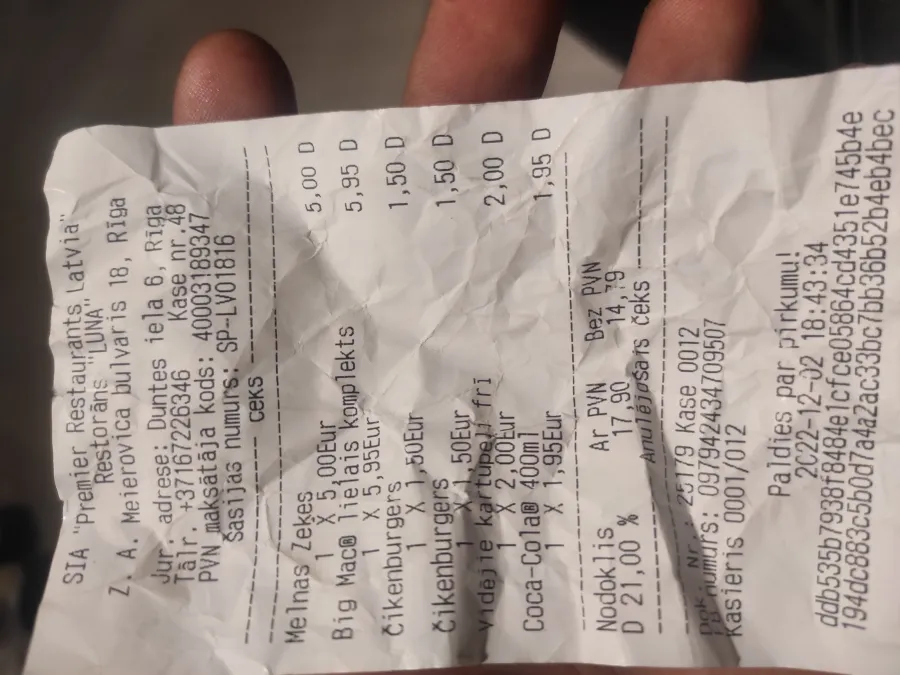 SIA "Premier Restaurants Latvia"
Restorāns "LUNA"
Z. A. Meierovica bulvāris 18, Rīga
Jur. adrese: Duntes iela 6, Rīga
Tālr. +37167226346 Kase nr.48
PVN maksātāja kods: 40003189347
Šasijas numurs: SP-LV01816
čeks
Melnas Zeķes
1 X 5,00Eur 5,00 D
Big Mac® lielais komplekts
1 X 5,95Eur 5,95 D
Čikenburgers
1 X 1,50Eur 1,50 D
Čikenburgers
1 X 1,50Eur 1,50 D
Vidējie kartupeļi frī
1 X 2,00Eur 2,00 D
Coca-Cola® 400ml
1 X 1,95Eur 1,95 D
Nodoklis Ar PVN Bez PVN
D 21,00 % 17,90 14,79
Anulējošais čeks
Dok. Nr.: 25179 Kase 0012
numurs: 097942434709507
Kasieris 0001/012
Paldies par pirkumu!
2022-12-02 18:43:34
ddb535b7938f8484e1cfce05864cd4351e745b4e
194dc883c5b0d7a4a2ac33bc7bb36b52b4eb4bec